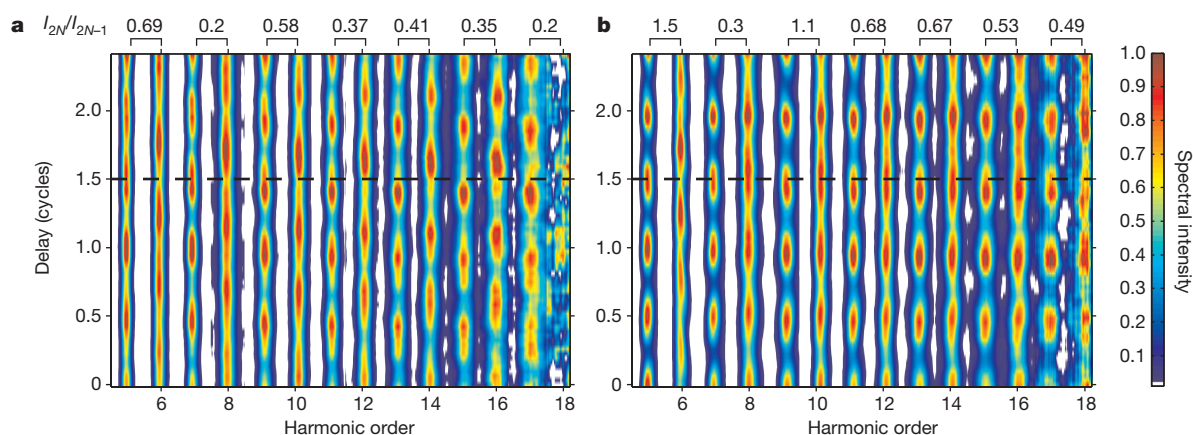 a I2N/I2N–1 0.69 0.2 0.58 0.37 0.41 0.35 0.2
b 1.5 0.3 1.1 0.68 0.67 0.53 0.49
Delay (cycles)
2.0
1.5
1.0
0.5
0
6 8 10 12 14 16 18
Harmonic order
2.0
1.5
1.0
0.5
0
6 8 10 12 14 16 18
Harmonic order
1.0
0.9
0.8
0.7
0.6
0.5
0.4
0.3
0.2
0.1
Spectral intensity